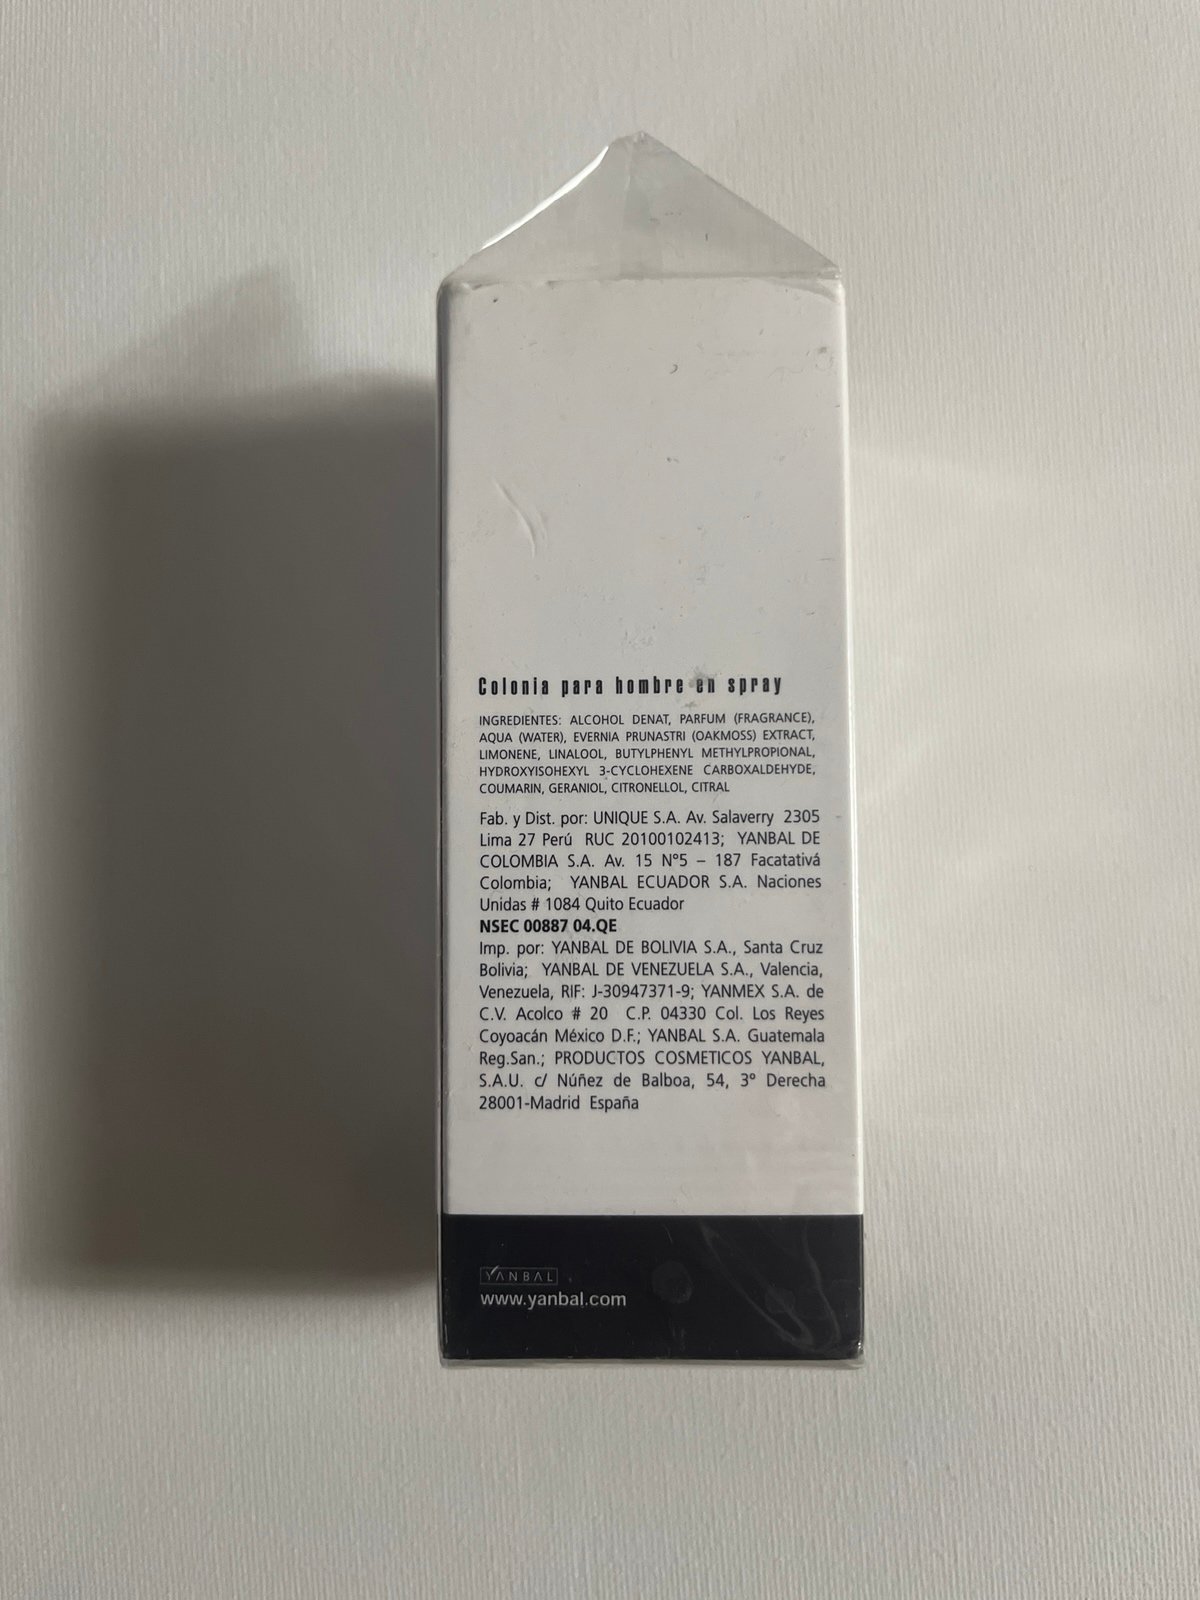 Colonia para hombre en spray
INGREDIENTES: ALCOHOL DENAT, PARFUM (FRAGRANCE),
AQUA (WATER), EVERNIA PRUNASTRI (OAKMOSS) EXTRACT,
LIMONENE, LINALOOL, BUTYLPHENYL METHYLPROPIONAL,
HYDROXYISOHEXYL 3-CYCLOHEXENE CARBOXALDEHYDE,
COUMARIN, GERANIOL, CITRONELLOL, CITRAL
Fab. y Dist. por: UNIQUE S.A. Av. Salaverry 2305
Lima 27 Perú RUC 20100102413; YANBAL DE
COLOMBIA S.A. Av. 15 N°5 – 187 Facatativá
Colombia; YANBAL ECUADOR S.A. Naciones
Unidas # 1084 Quito Ecuador
NSEC 00887 04.QE
Imp. por: YANBAL DE BOLIVIA S.A., Santa Cruz
Bolivia; YANBAL DE VENEZUELA S.A., Valencia,
Venezuela, RIF: J-30947371-9; YANMEX S.A. de
C.V. Acolco # 20 C.P. 04330 Col. Los Reyes
Coyoacán México D.F.; YANBAL S.A. Guatemala
Reg.San.; PRODUCTOS COSMETICOS YANBAL,
S.A.U. c/ Núñez de Balboa, 54, 3º Derecha
28001-Madrid España
YANBAL
www.yanbal.com